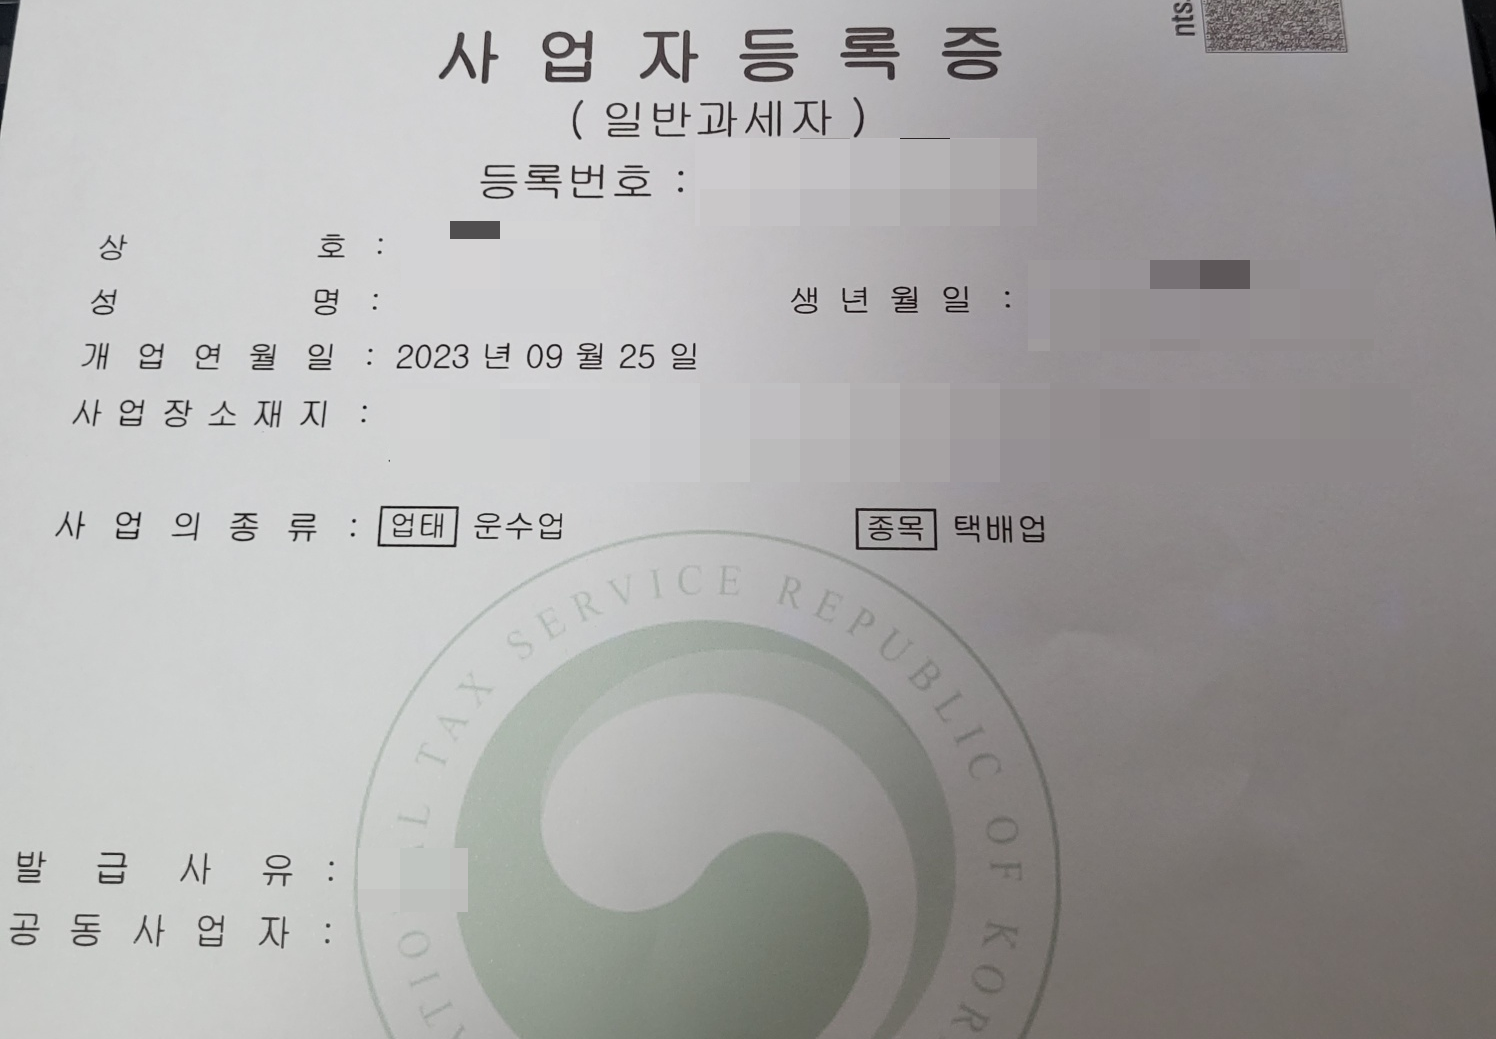 nts.
사업자등록증
( 일반과세자 )
등록번호 :
상 호 :
성 명 : 생년월일 :
개업연월일 : 2023 년 09 월 25 일
사업장소재지 :
사업의종류 : 업태 운수업 종목 택배업
TAX SERVICE REPUBLIC OF
발급사유 :
공동사업자 :